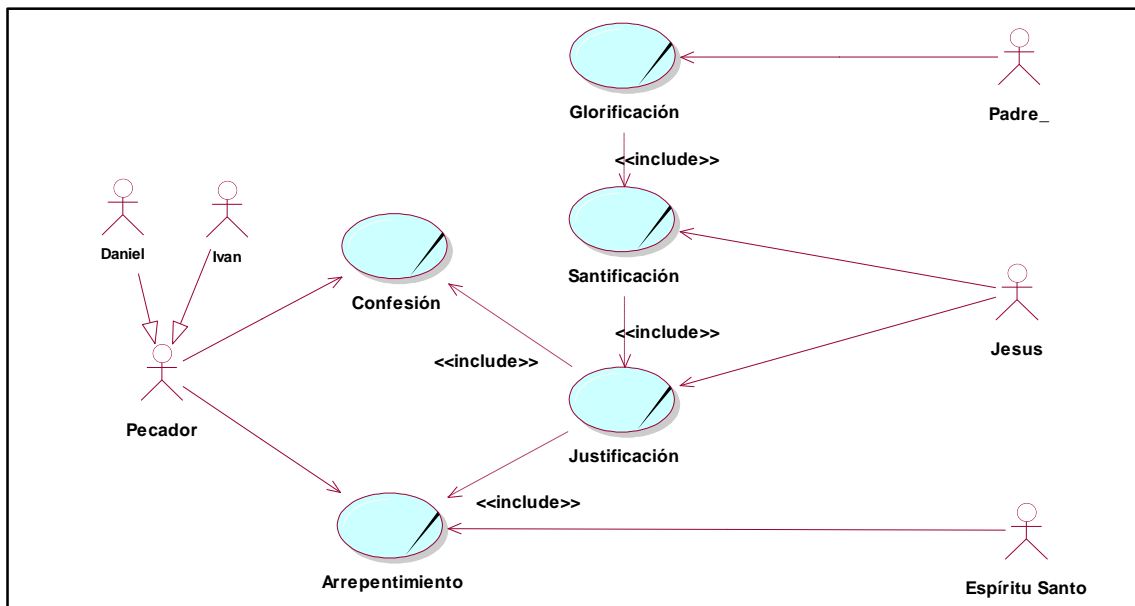 Glorificación
Padre_
<<include>>
Daniel
Ivan
Confesión
Santificación
<<include>>
Jesus
<<include>>
Pecador
Justificación
<<include>>
Arrepentimiento
Espíritu Santo